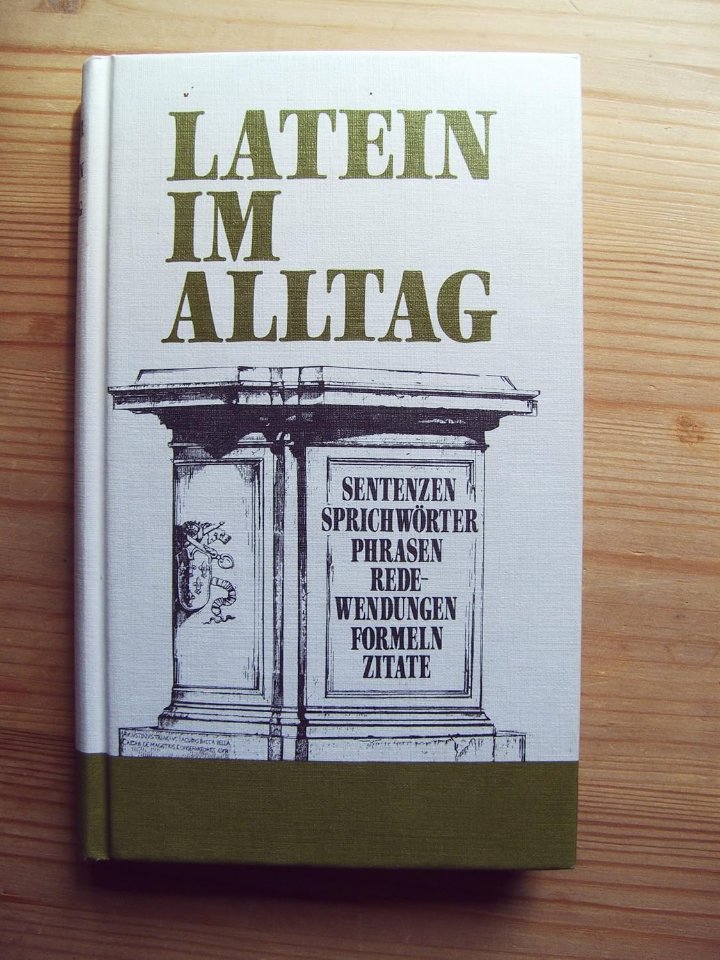 LATEIN
IM
ALLTAG
SENTENZEN
SPRICHWÖRTER
PHRASEN
REDE-
WENDUNGEN
FORMELN
ZITATE